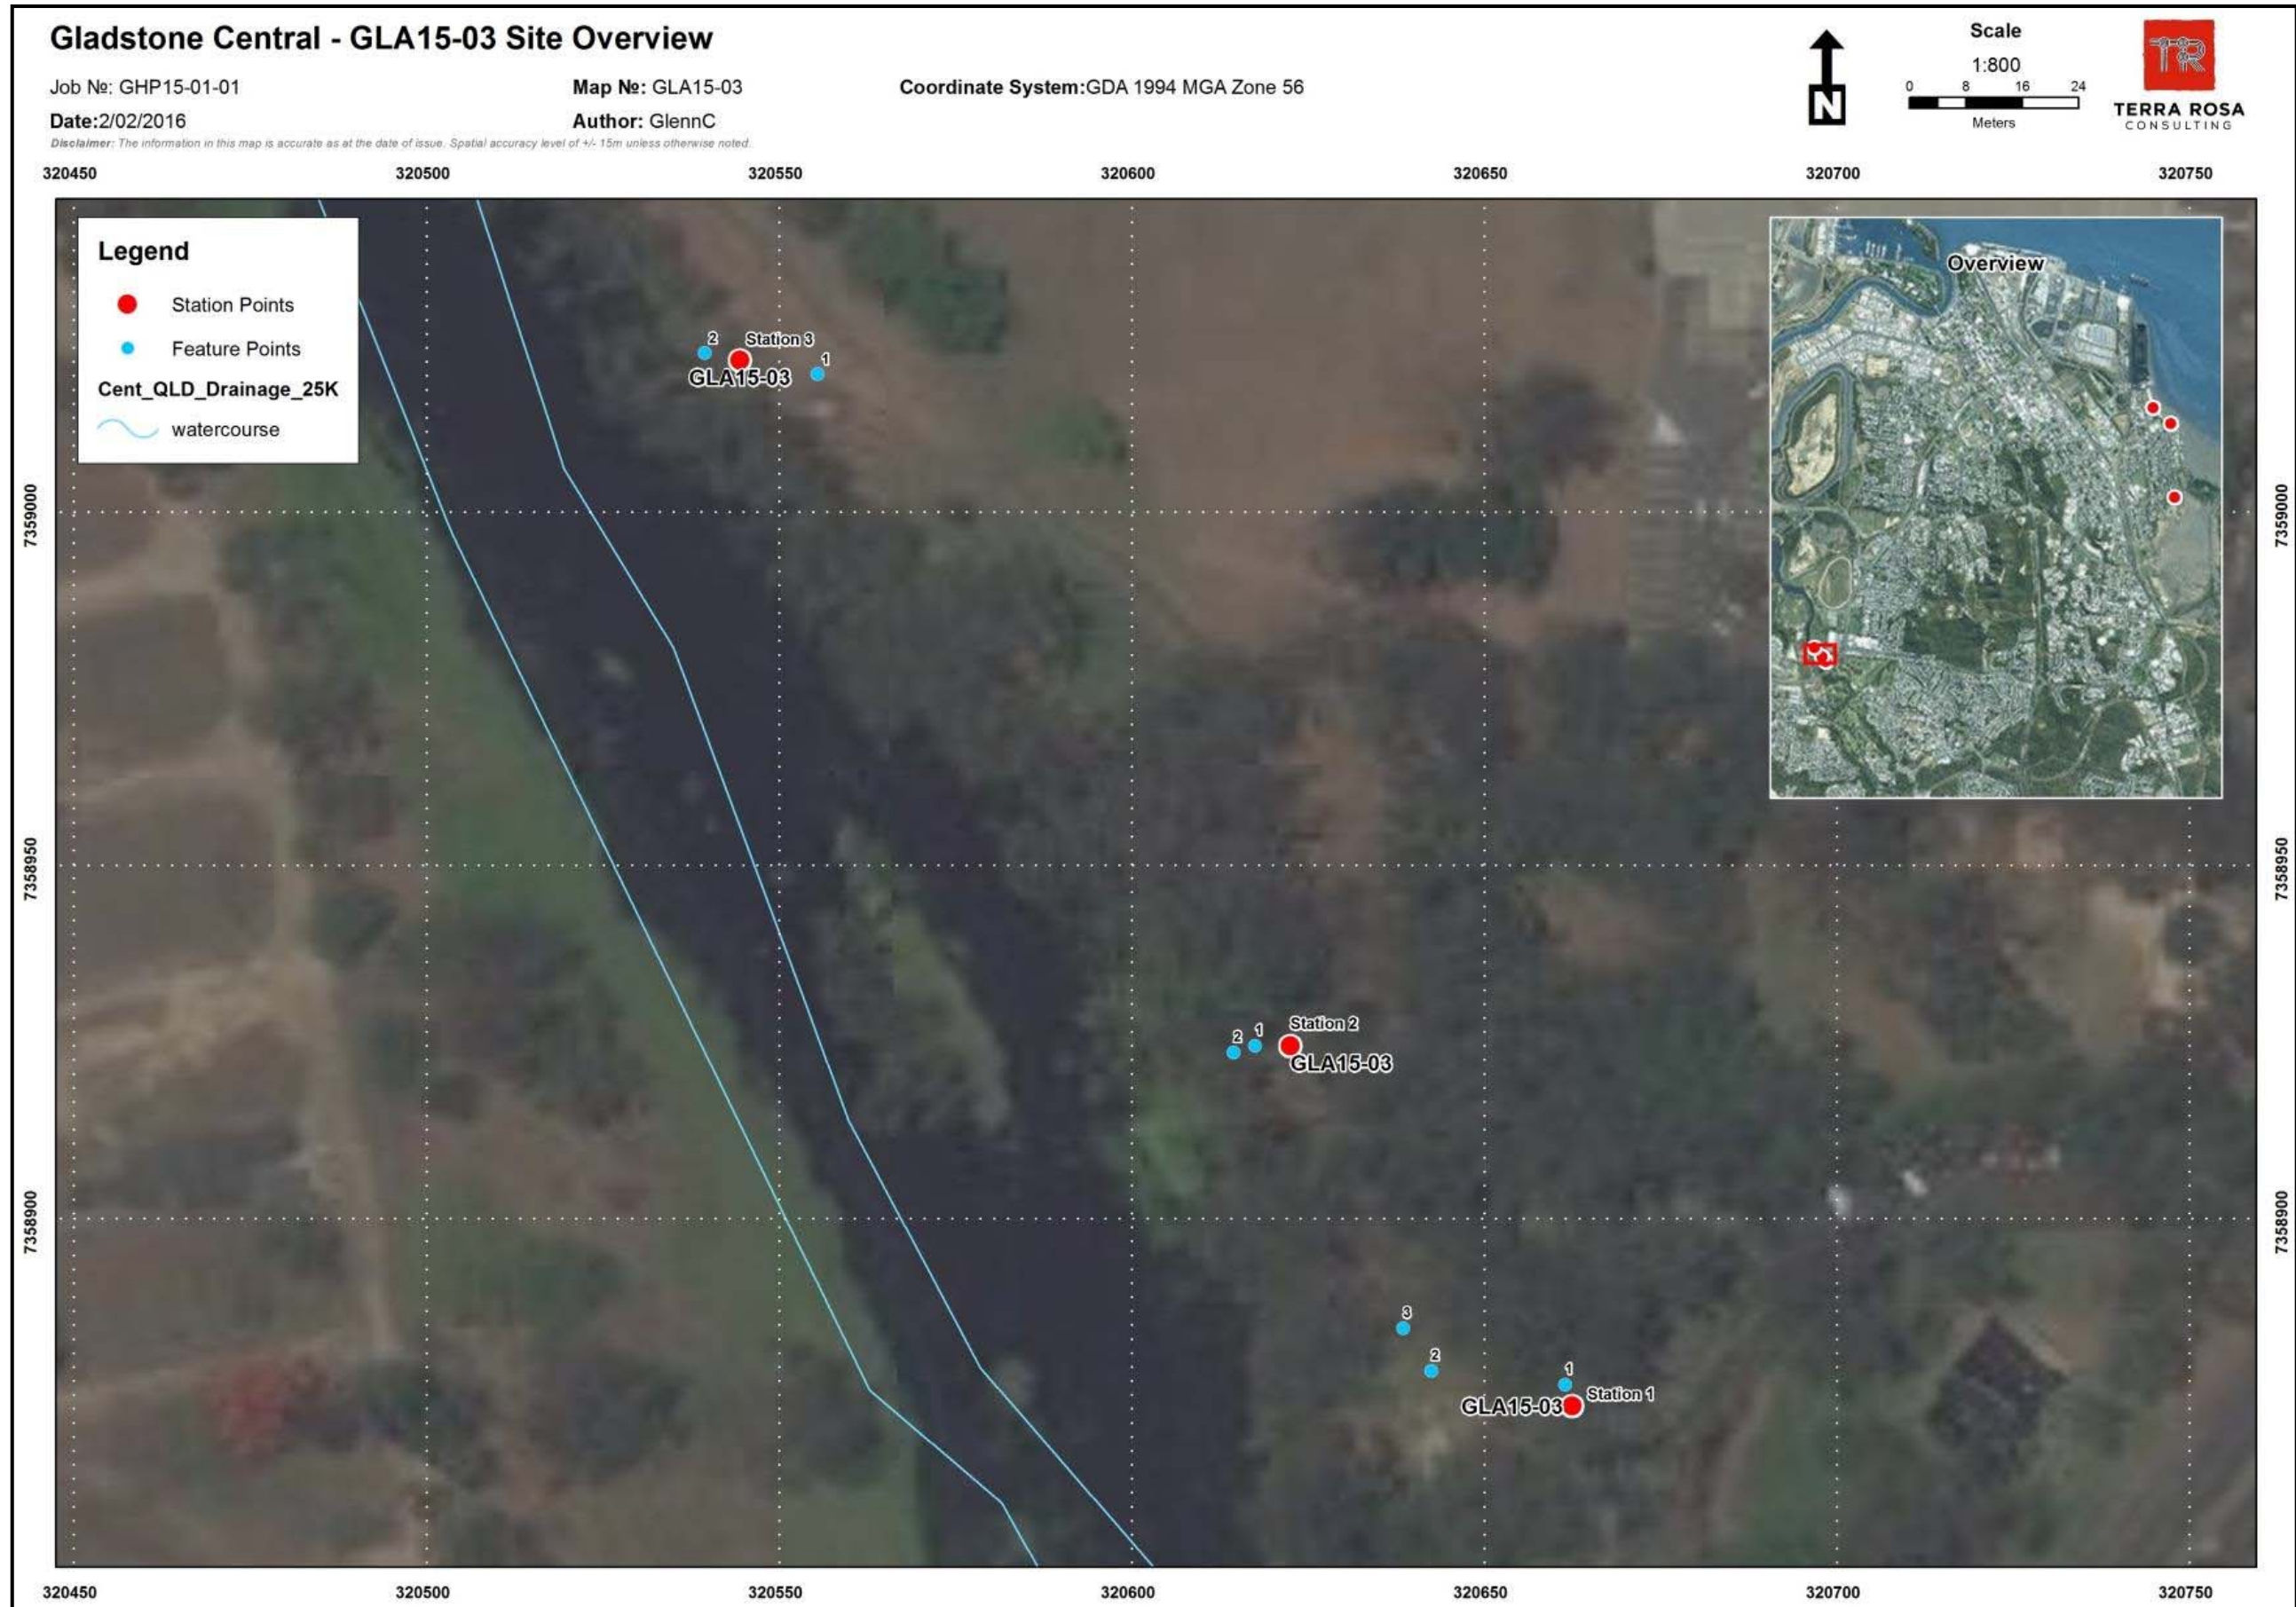 Gladstone Central - GLA15-03 Site Overview
Job №: GHP15-01-01
Map №: GLA15-03
Coordinate System:GDA 1994 MGA Zone 56
Date:2/02/2016
Author: GlennC
Disclaimer: The information in this map is accurate as at the date of issue. Spatial accuracy level of +/- 15m unless otherwise noted.
N
Scale
1:800
0 8 16 24
Meters
TR
TERRA ROSA
CONSULTING
320450 320500 320550 320600 320650 320700 320750
Legend
Station Points
Feature Points
Cent_QLD_Drainage_25K
watercourse
Overview
2 Station 3
1
GLA15-03
7359000 7359000
7358950 7358950
2 1 Station 2
GLA15-03
7358900 7358900
3
2
1
GLA15-03 Station 1
320450 320500 320550 320600 320650 320700 320750